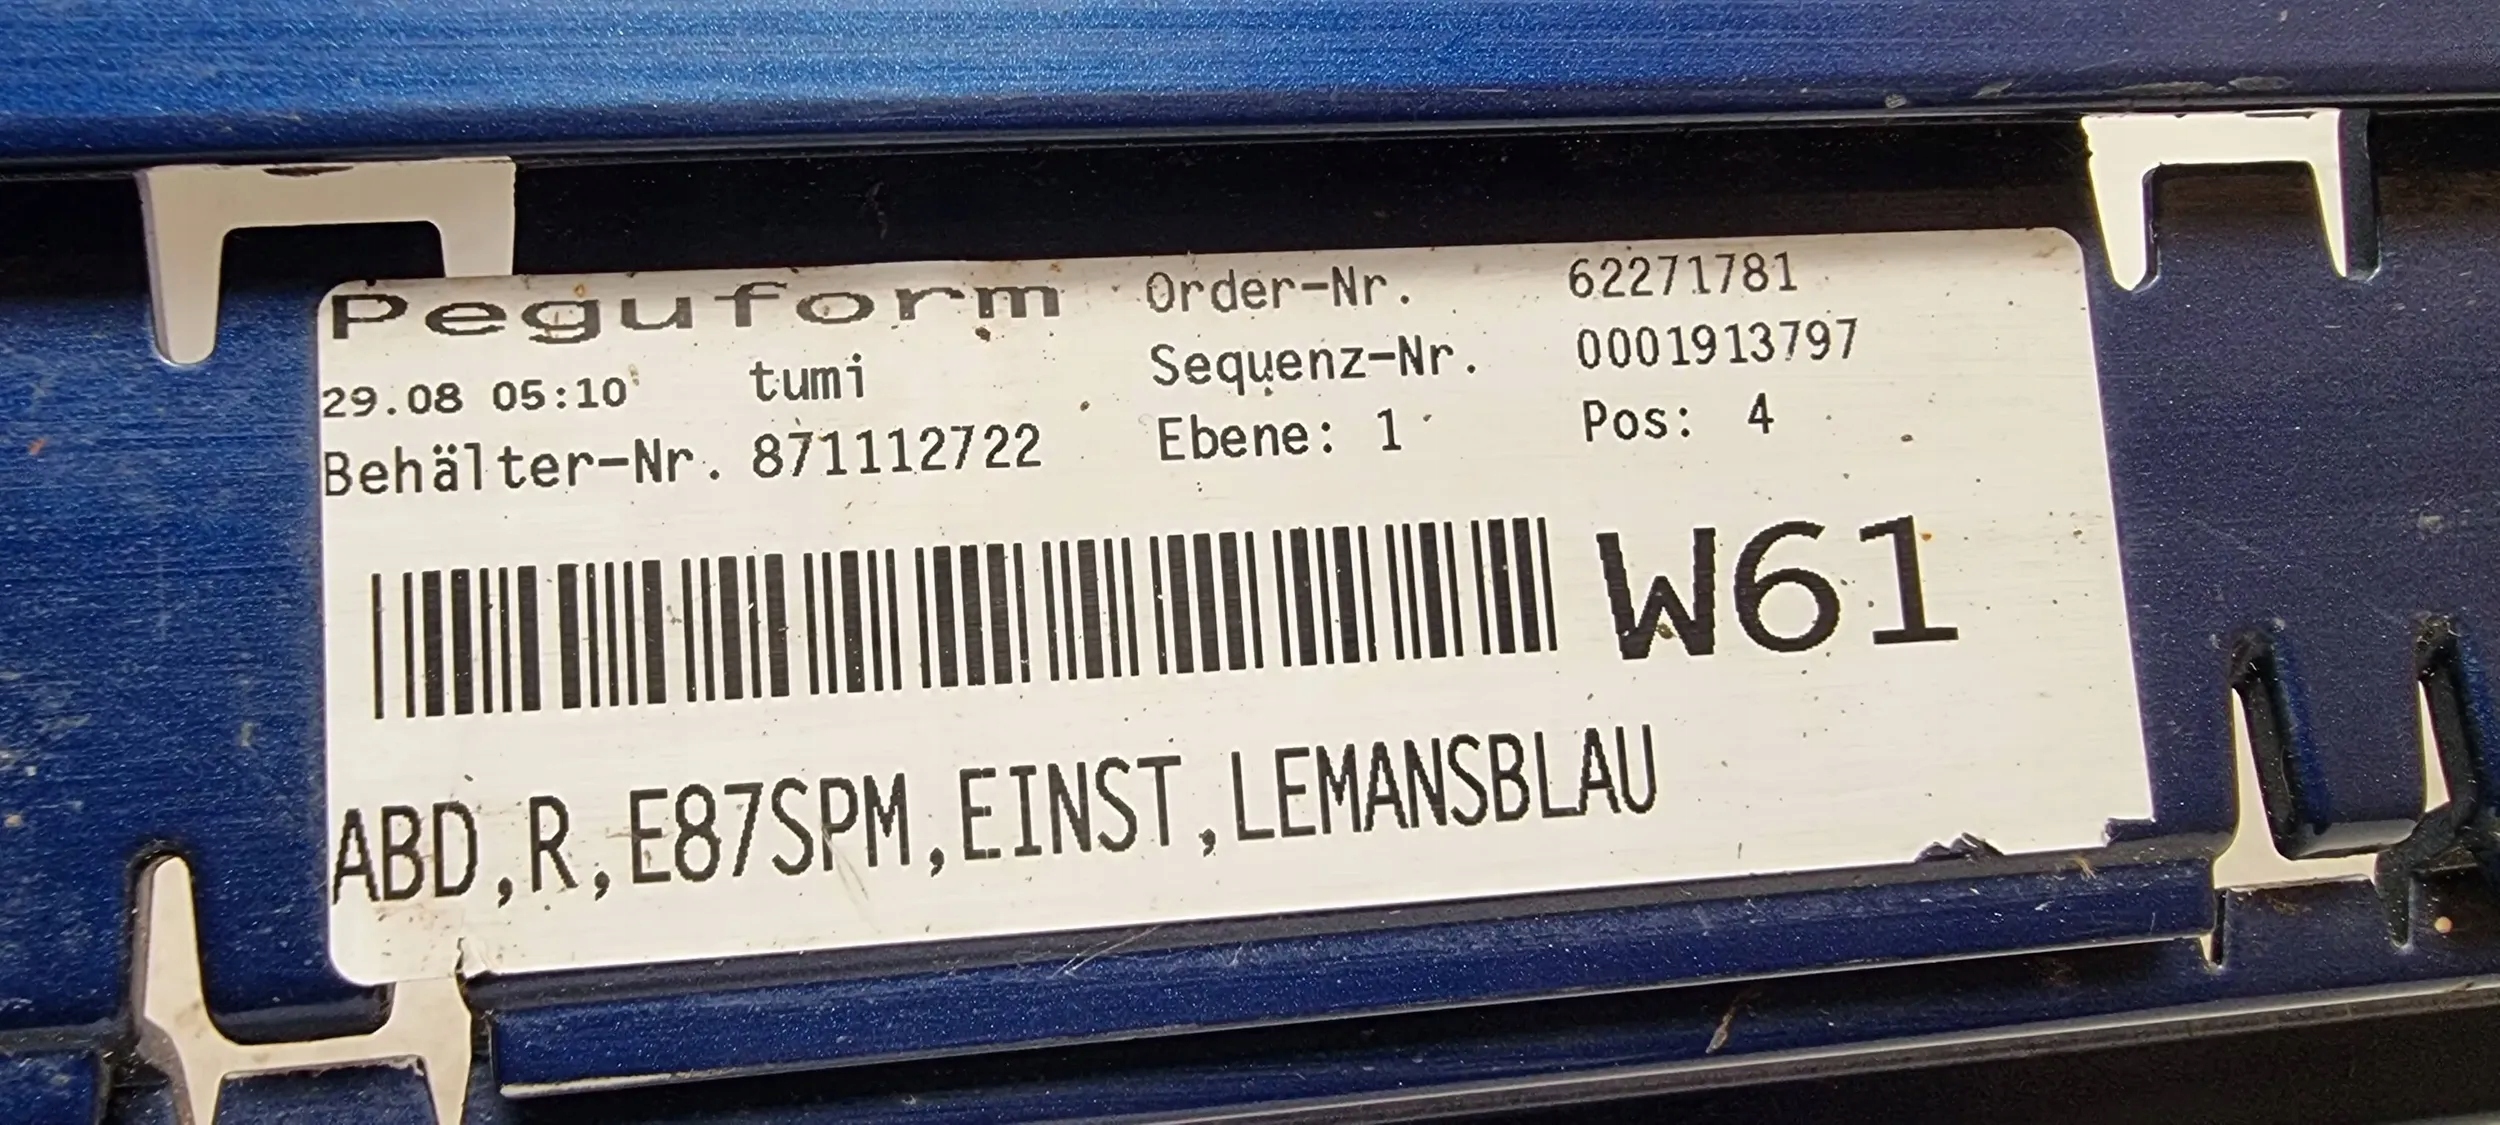 Peguform Order-Nr. 62271781
29.08 05:10 tumi Sequenz-Nr. 0001913797
Behälter-Nr. 871112722 Ebene: 1 Pos: 4
W61
ABD,R,E87SPM,EINST,LEMANSBLAU